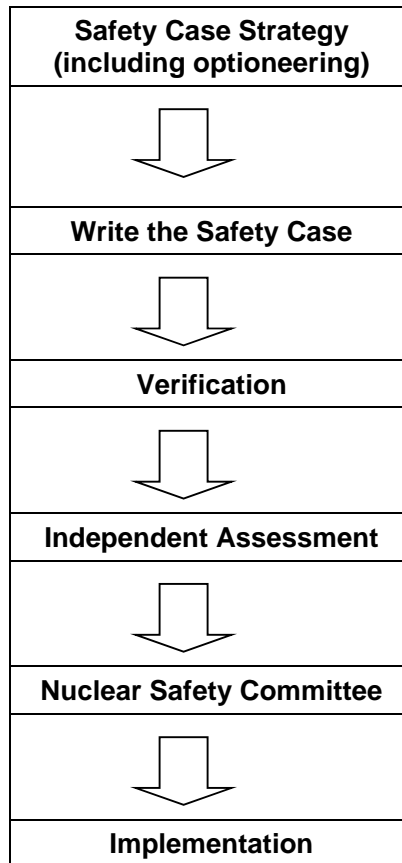 Safety Case Strategy
(including optioneering)
Write the Safety Case
Verification
Independent Assessment
Nuclear Safety Committee
Implementation